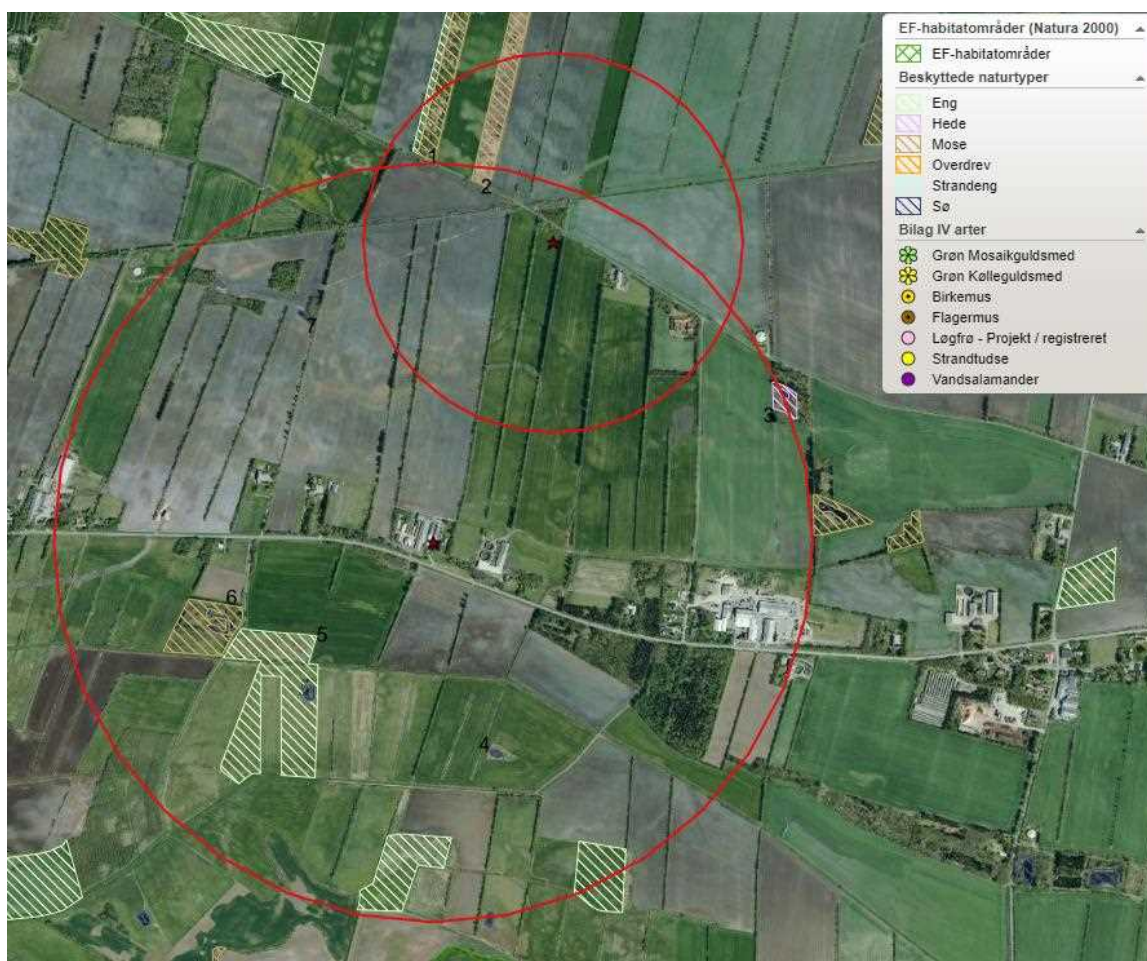 EF-habitatområder (Natura 2000)
EF-habitatområder
Beskyttede naturtyper
Eng
Hede
Mose
Overdrev
Strandeng
Sø
Bilag IV arter
Grøn Mosaikguldsmed
Grøn Kølleguldsmed
Birkemus
Flagermus
Løgfrø - Projekt / registreret
Strandtudse
Vandsalamander
1
2
7
3
6
5
4